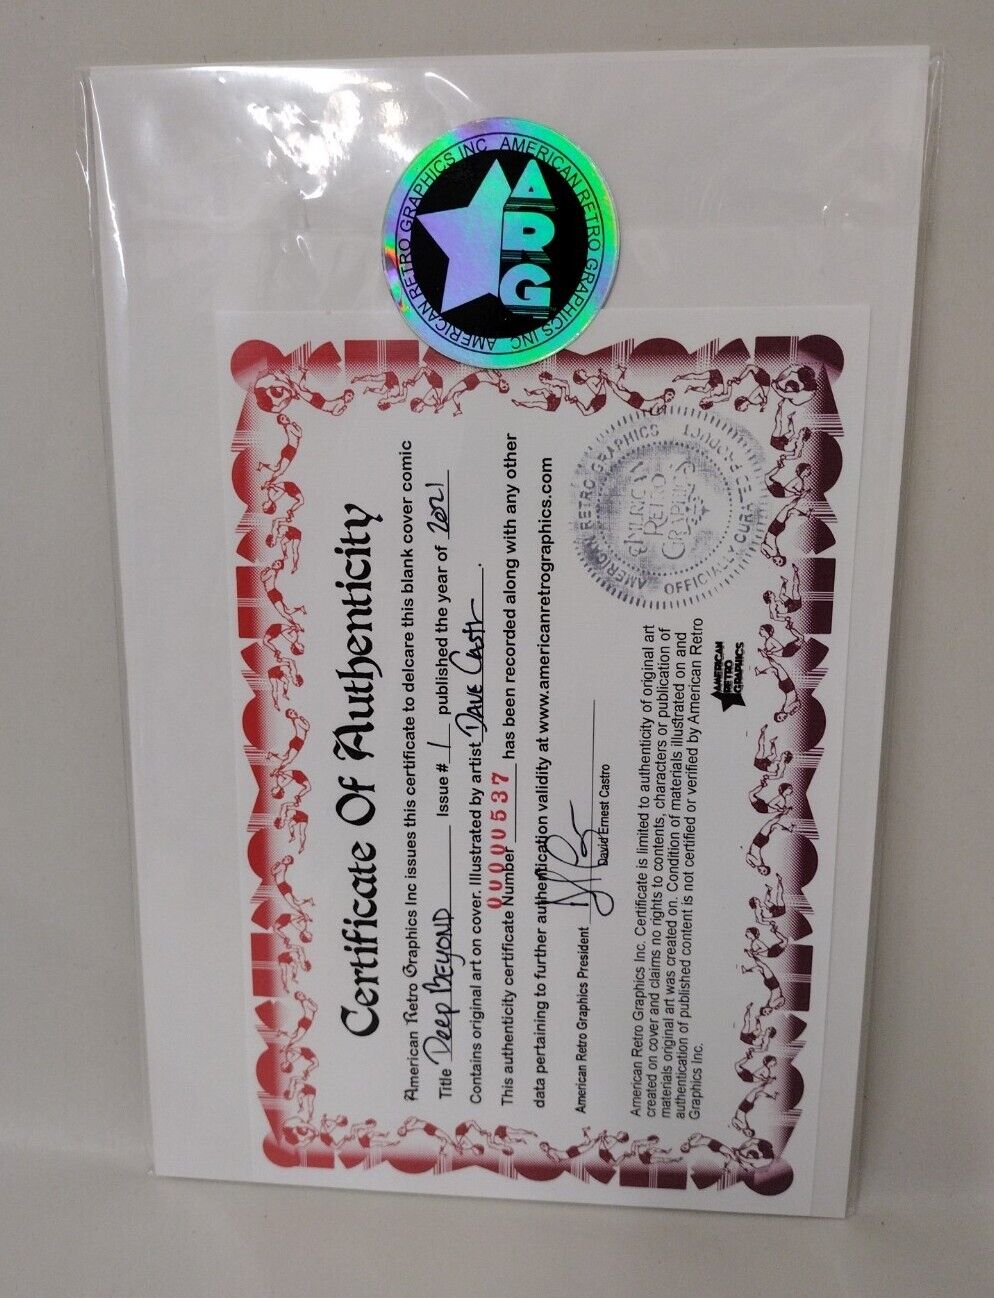 AMERICAN RETRO GRAPHICS INC AMERICAN RETRO GRAPHICS INC
ARG
Certificate Of Authenticity
American Retro Graphics Inc issues this certificate to delcare this blank cover comic
Title Deep BEYOND Issue # 1 published the year of 2021
Contains original art on cover. Illustrated by artist DAVE Castr.
This authenticity certificate Number 0000537 has been recorded along with any other
data pertaining to further authentication validity at www.americanretrographics.com
American Retro Graphics President
David Ernest Castro
AMERICAN RETRO GRAPHICS
OFFICIALLY
AMERICAN
RETRO
GRAPHICS
American Retro Graphics Inc. Certificate is limited to authenticity of original art
created on cover and claims no rights to contents, characters or publication of
materials original art was created on. Condition of materials illustrated on and
authentication of published content is not certified or verified by American Retro
Graphics Inc.
AMERICAN
RETRO
GRAPHICS